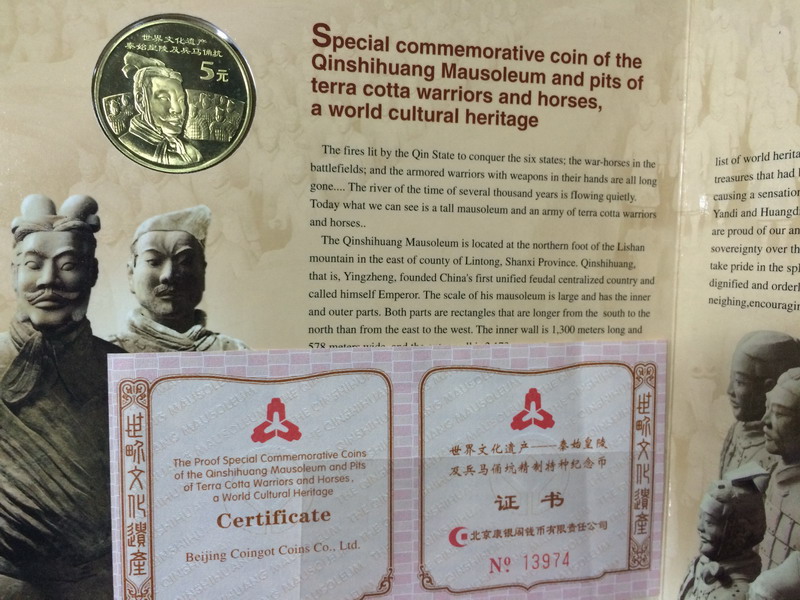 世界文化遗产
秦始皇陵及兵马俑坑
5元
Special commemorative coin of the
Qinshihuang Mausoleum and pits of
terra cotta warriors and horses,
a world cultural heritage
The fires lit by the Qin State to conquer the six states; the war-horses in the
battlefields; and the armored warriors with weapons in their hands are all long
gone.... The river of the time of several thousand years is flowing quietly.
Today what we can see is a tall mausoleum and an army of terra cotta warriors
and horses..
The Qinshihuang Mausoleum is located at the northern foot of the Lishan
mountain in the east of county of Lintong, Shanxi Province. Qinshihuang,
that is, Yingzheng, founded China's first unified feudal centralized country and
called himself Emperor. The scale of his mausoleum is large and has the inner
and outer parts. Both parts are rectangles that are longer from the south to the
north than from the east to the west. The inner wall is 1,300 meters long and
578 meters wide, and the
list of world herita
treasures that had
causing a sensatio
Yandi and Huangd
are proud of our an
sovereignty over th
take pride in the spl
dignified and orderl
neighing,encouragin
世界文化遺產
The Proof Special Commemorative Coins
of the Qinshihuang Mausoleum and Pits
of Terra Cotta Warriors and Horses,
a World Cultural Heritage
Certificate
Beijing Coingot Coins Co., Ltd.
世界文化遗产——秦始皇陵
及兵马俑坑精制特种纪念币
证书
北京康银阁钱币有限责任公司
Nº 13974
世界文化遺產